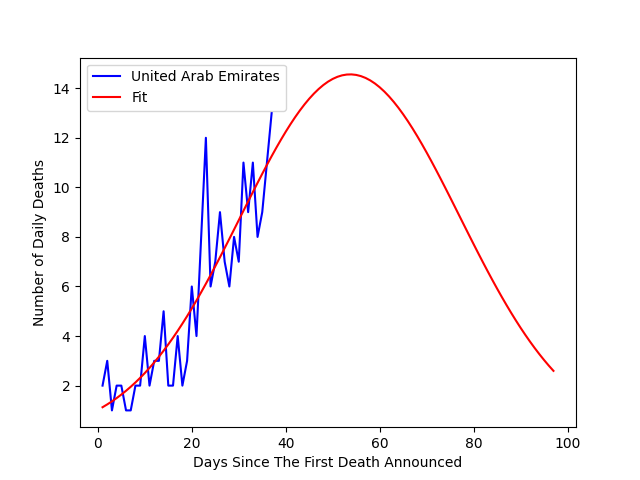 United Arab Emirates
Fit
14
12
10
8
6
4
2
Number of Daily Deaths
0 20 40 60 80 100
Days Since The First Death Announced